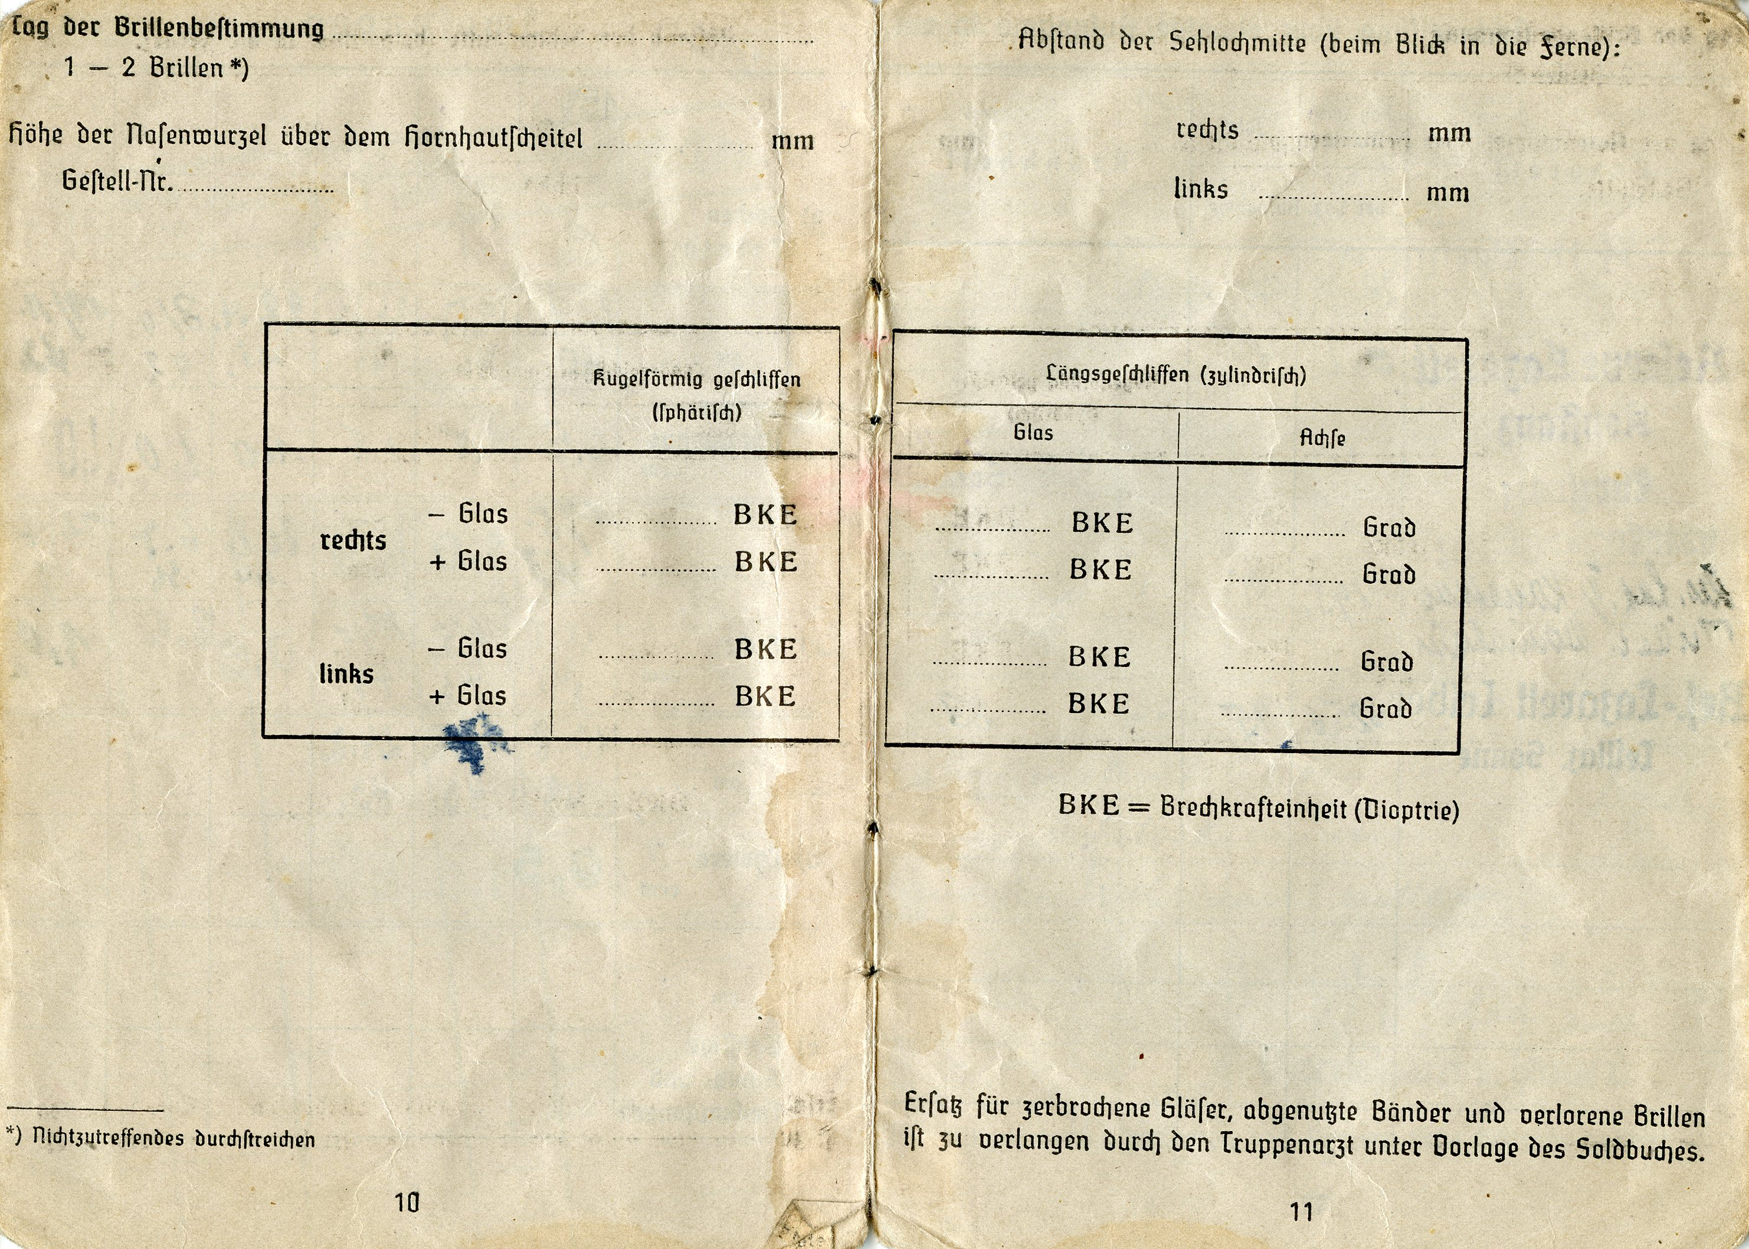 Tag der Brillenbeſtimmung ........................
1 — 2 Brillen *)
Höhe der Naſenwurzel über dem Hornhautſcheitel ............ mm
Geſtell-Nr. ............
Kugelförmig geſchliffen
(ſphäriſch)
rechts
— Glas ............ BKE
+ Glas ............ BKE
links
— Glas ............ BKE
+ Glas ............ BKE
*) Nichtzutreffendes durchſtreichen
10
Abſtand der Sehlochmitte (beim Blick in die Ferne):
rechts ............ mm
links ............ mm
Längsgeſchliffen (zylindriſch)
Glas Achſe
............ BKE ............ Grad
............ BKE ............ Grad
............ BKE ............ Grad
............ BKE ............ Grad
BKE = Brechkrafteinheit (Dioptrie)
Erſatz für zerbrochene Gläſer, abgenutzte Bänder und verlorene Brillen
iſt zu verlangen durch den Truppenarzt unter Vorlage des Soldbuches.
11